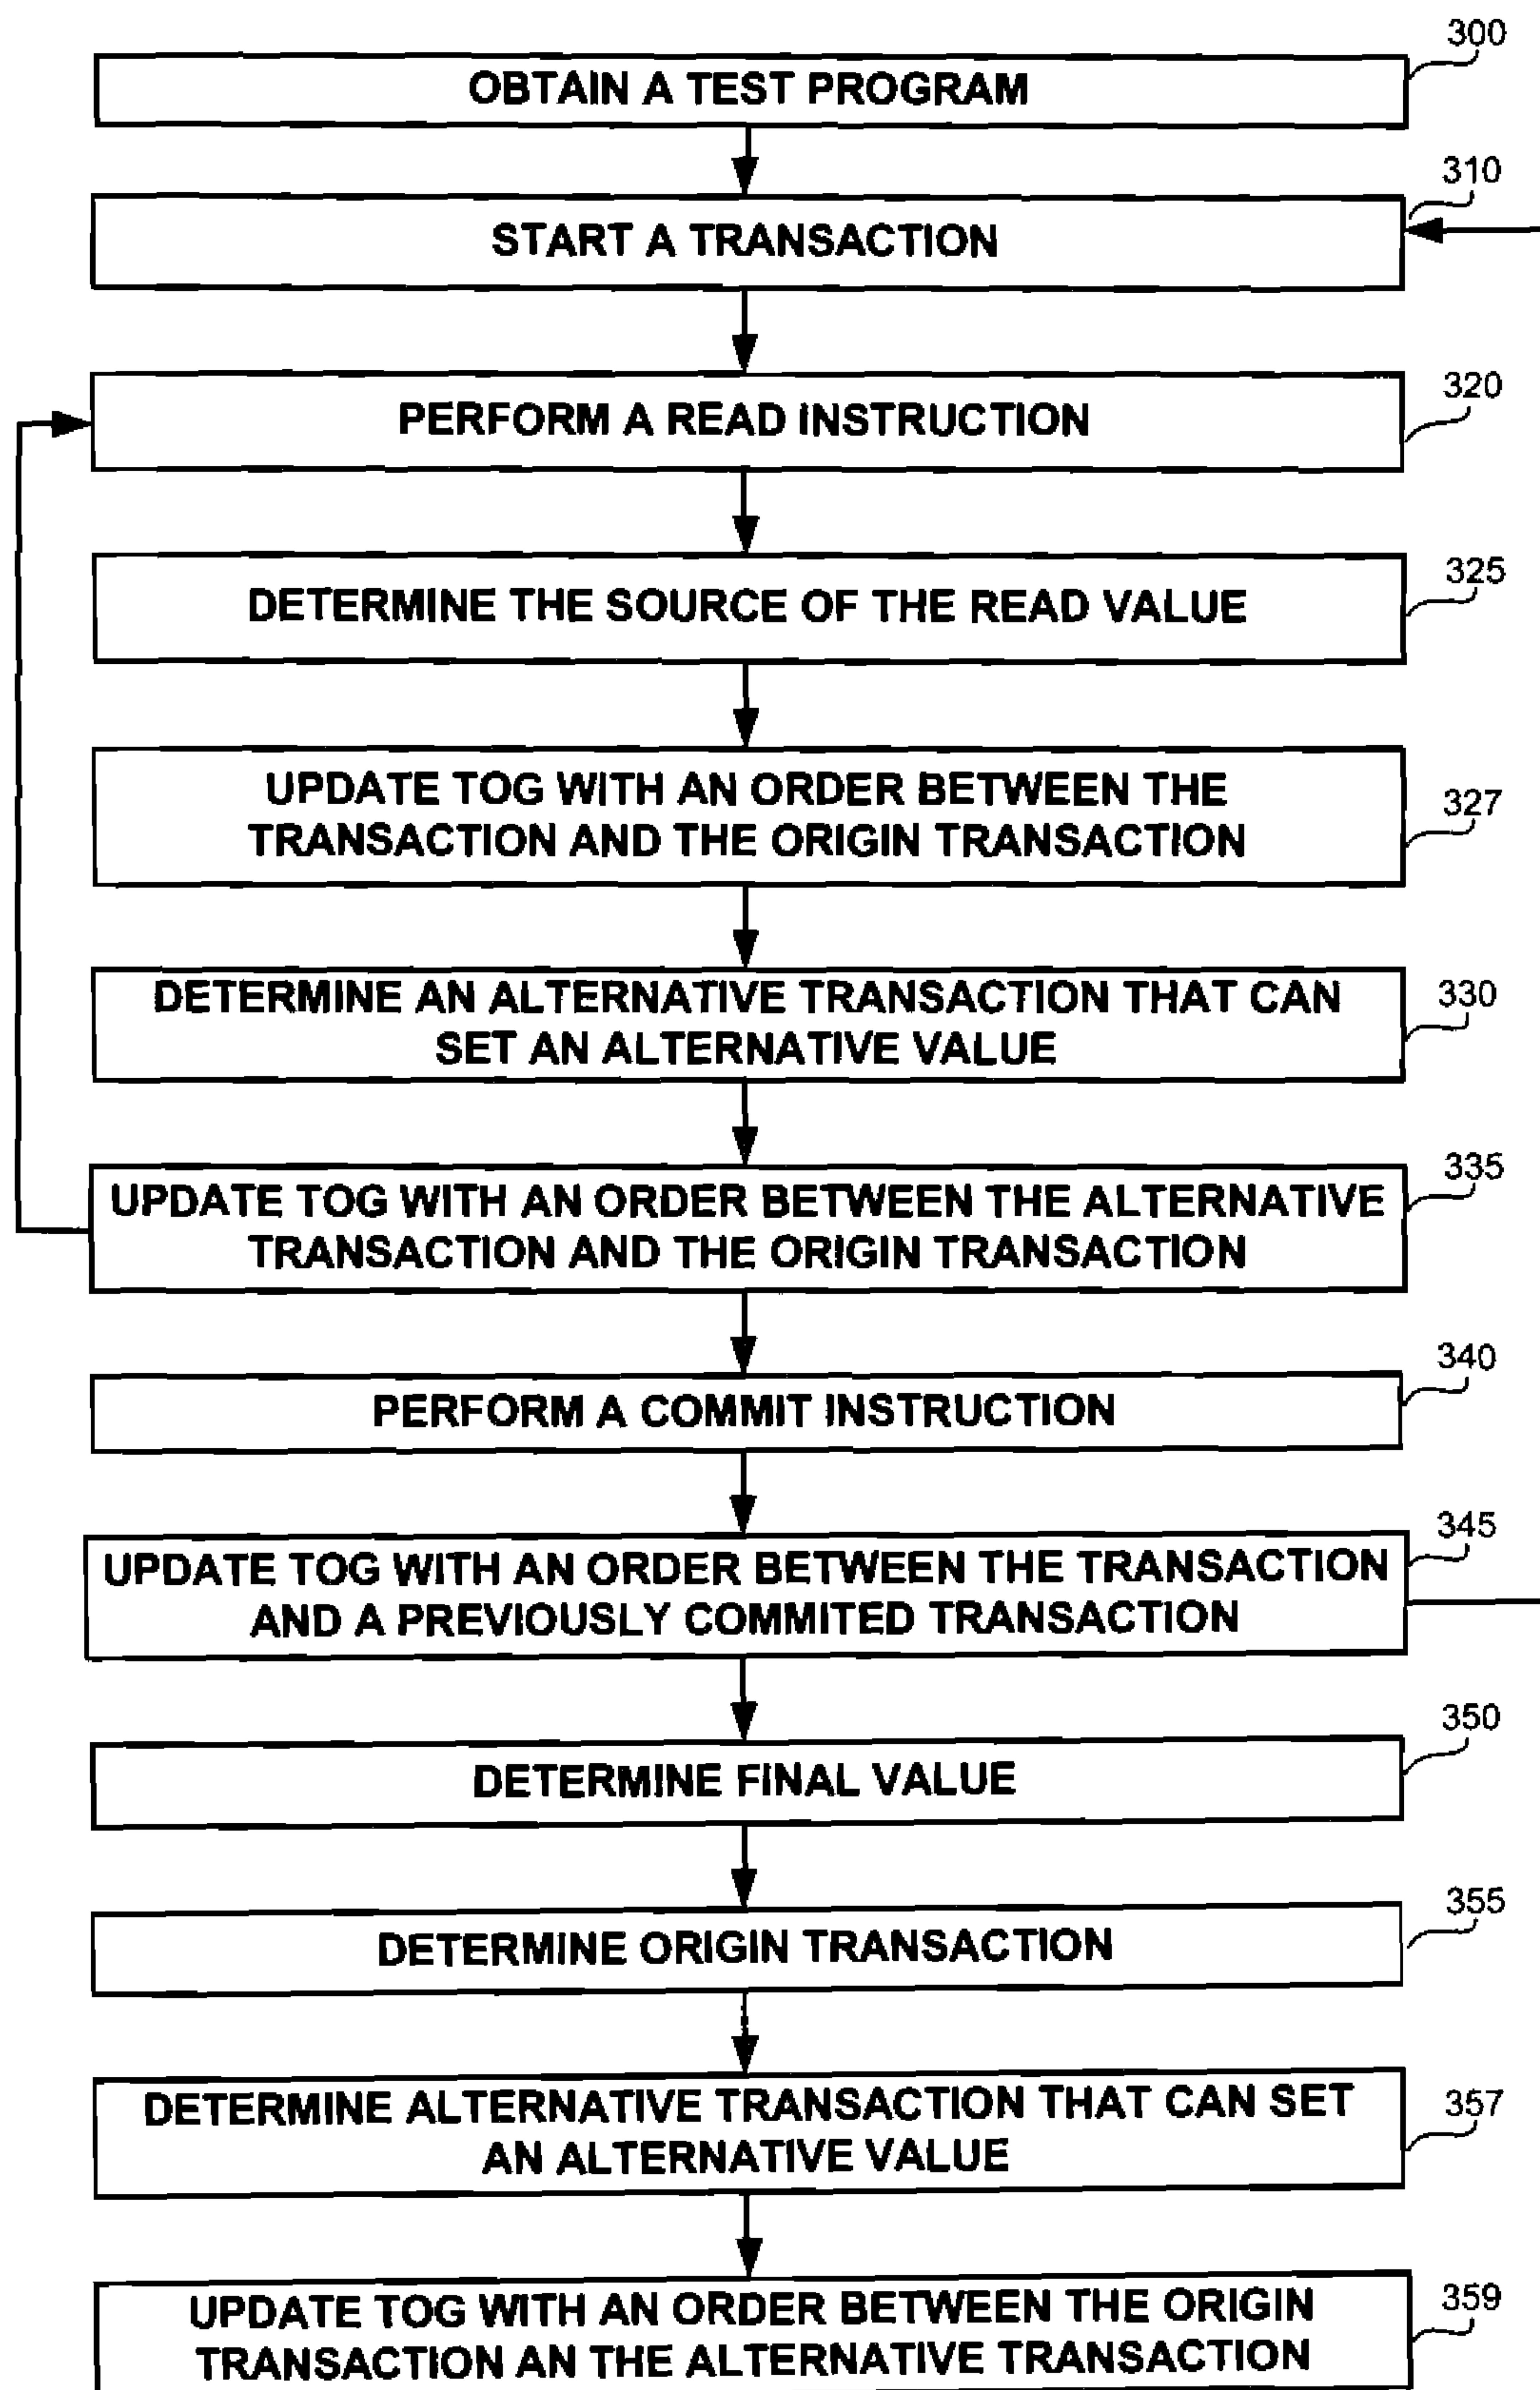 300
OBTAIN A TEST PROGRAM
310
START A TRANSACTION
320
PERFORM A READ INSTRUCTION
325
DETERMINE THE SOURCE OF THE READ VALUE
UPDATE TOG WITH AN ORDER BETWEEN THE
327
TRANSACTION AND THE ORIGIN TRANSACTION
330
DETERMINE AN ALTERNATIVE TRANSACTION THAT CAN
SET AN ALTERNATIVE VALUE
335
UPDATE TOG WITH AN ORDER BETWEEN THE ALTERNATIVE
TRANSACTION AND THE ORIGIN TRANSACTION
340
PERFORM A COMMIT INSTRUCTION
345
UPDATE TOG WITH AN ORDER BETWEEN THE TRANSACTION
AND A PREVIOUSLY COMMITED TRANSACTION
350
DETERMINE FINAL VALUE
355
DETERMINE ORIGIN TRANSACTION
357
DETERMINE ALTERNATIVE TRANSACTION THAT CAN SET
AN ALTERNATIVE VALUE
359
UPDATE TOG WITH AN ORDER BETWEEN THE ORIGIN
TRANSACTION AN THE ALTERNATIVE TRANSACTION